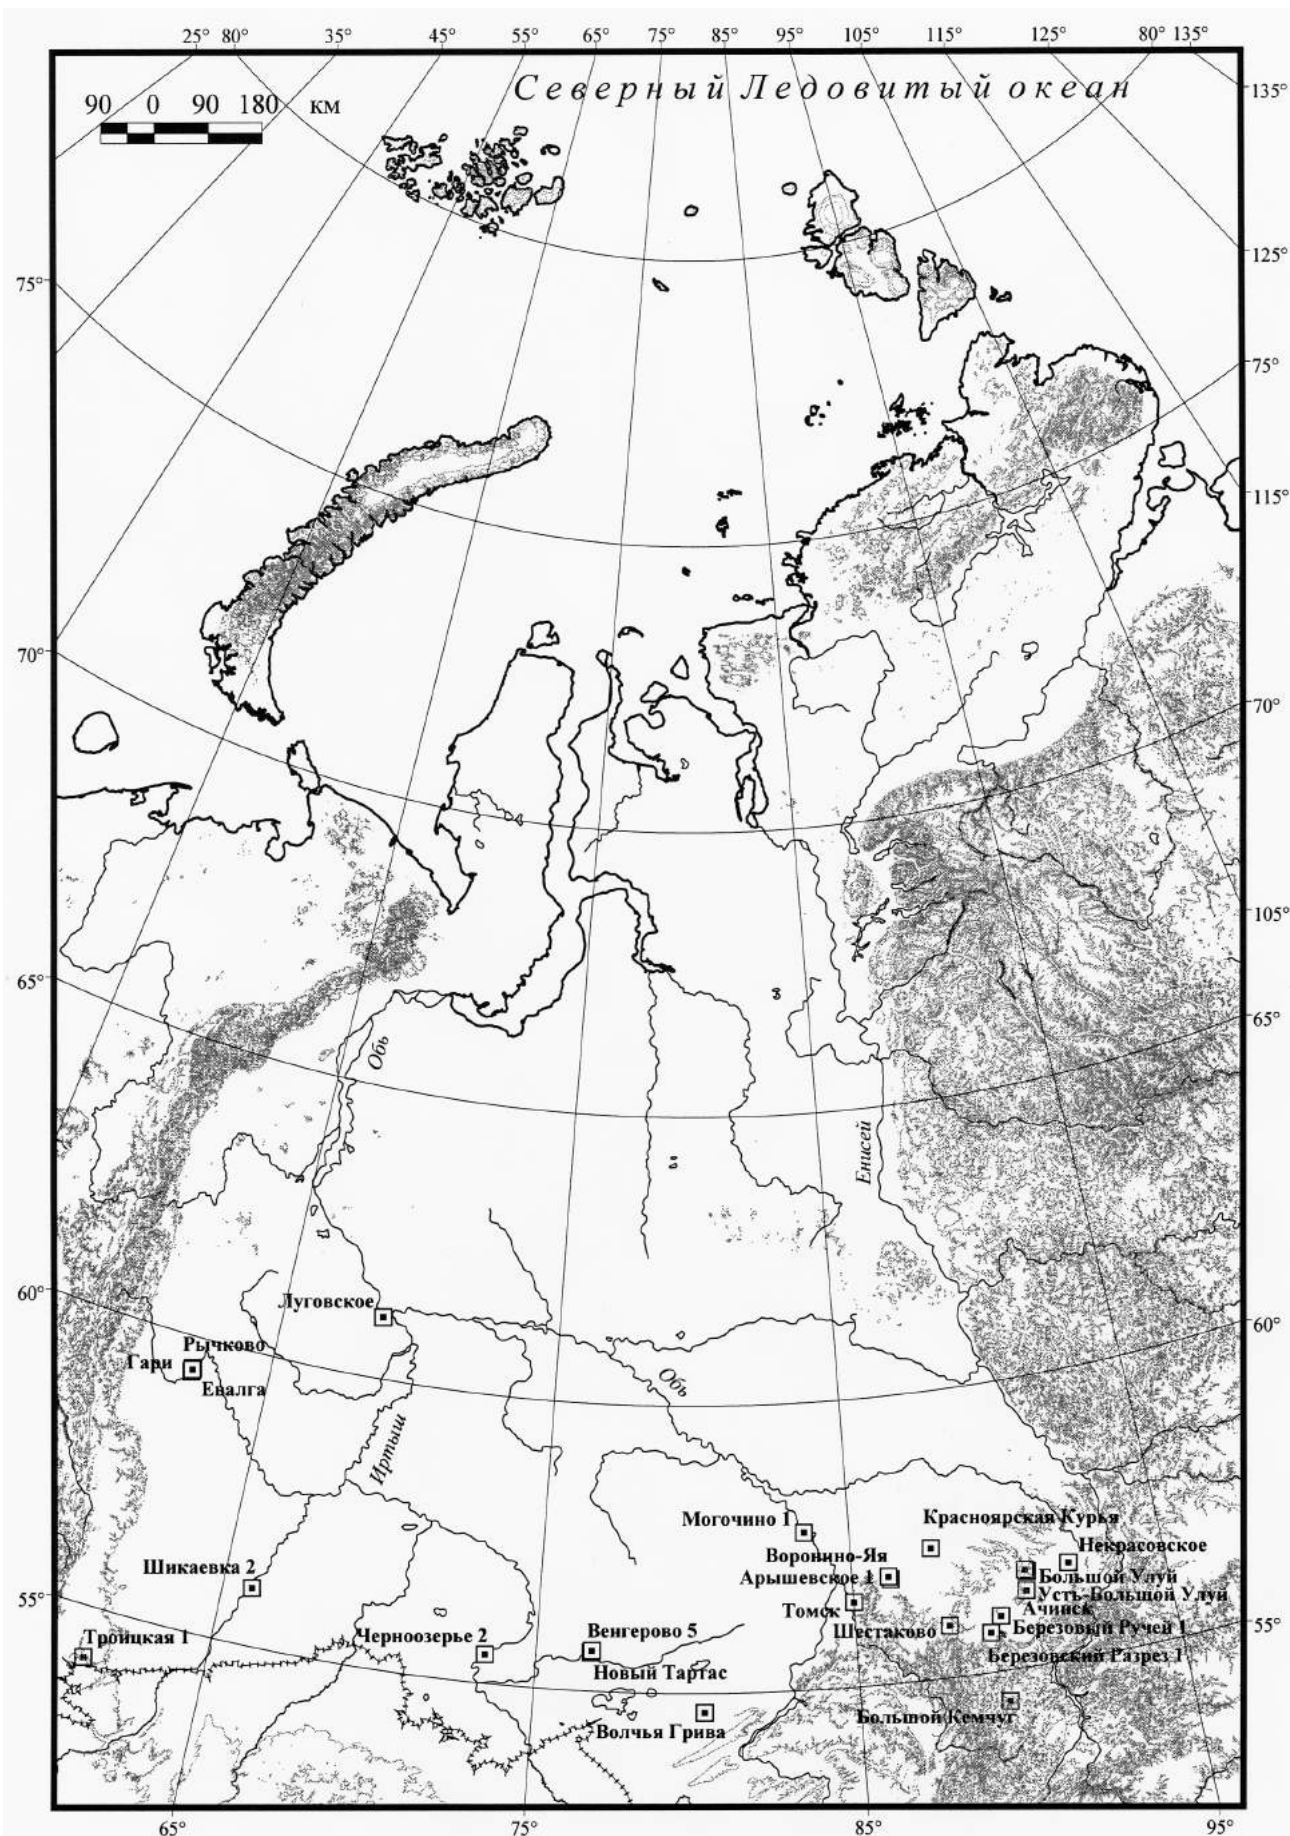 25° 80° 35° 45° 55° 65° 75° 85° 95° 105° 115° 125° 80° 135°
Северный Ледовитый океан
135°
90 0 90 180 км
125°
75°
75°
115°
70°
70°
105°
65°
65°
Обь
Енисей
60°
Луговское
60°
Рычково
Гари
Евалга
Обь
Иртыш
Могочино 1
Красноярская Курья
Некрасовское
Воронино-Яя
Шикаевка 2
Арышевское 1
Большой Улуй
Усть-Большой Улуй
55°
Томск
Ачинск
55°
Березовый Ручей 1
Троицкая 1
Черноозерье 2
Венгерово 5
Шестаково
Березовский Разрез 1
Новый Тартас
Волчья Грива
Большой Кемчуг
65° 75° 85° 95°